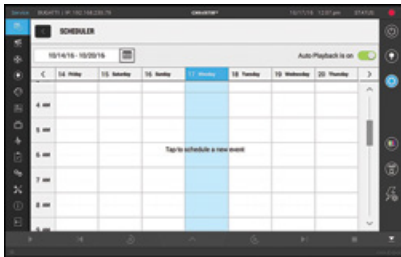 SCHEDULER
10/14/16 - 10/20/16
Auto Playback is on
14 Friday
15 Saturday
16 Sunday
17 Monday
18 Tuesday
19 Wednesday
20 Thursday
4 AM
5 AM
Tap to schedule a new event
6 AM
7 AM
8 AM
9 AM